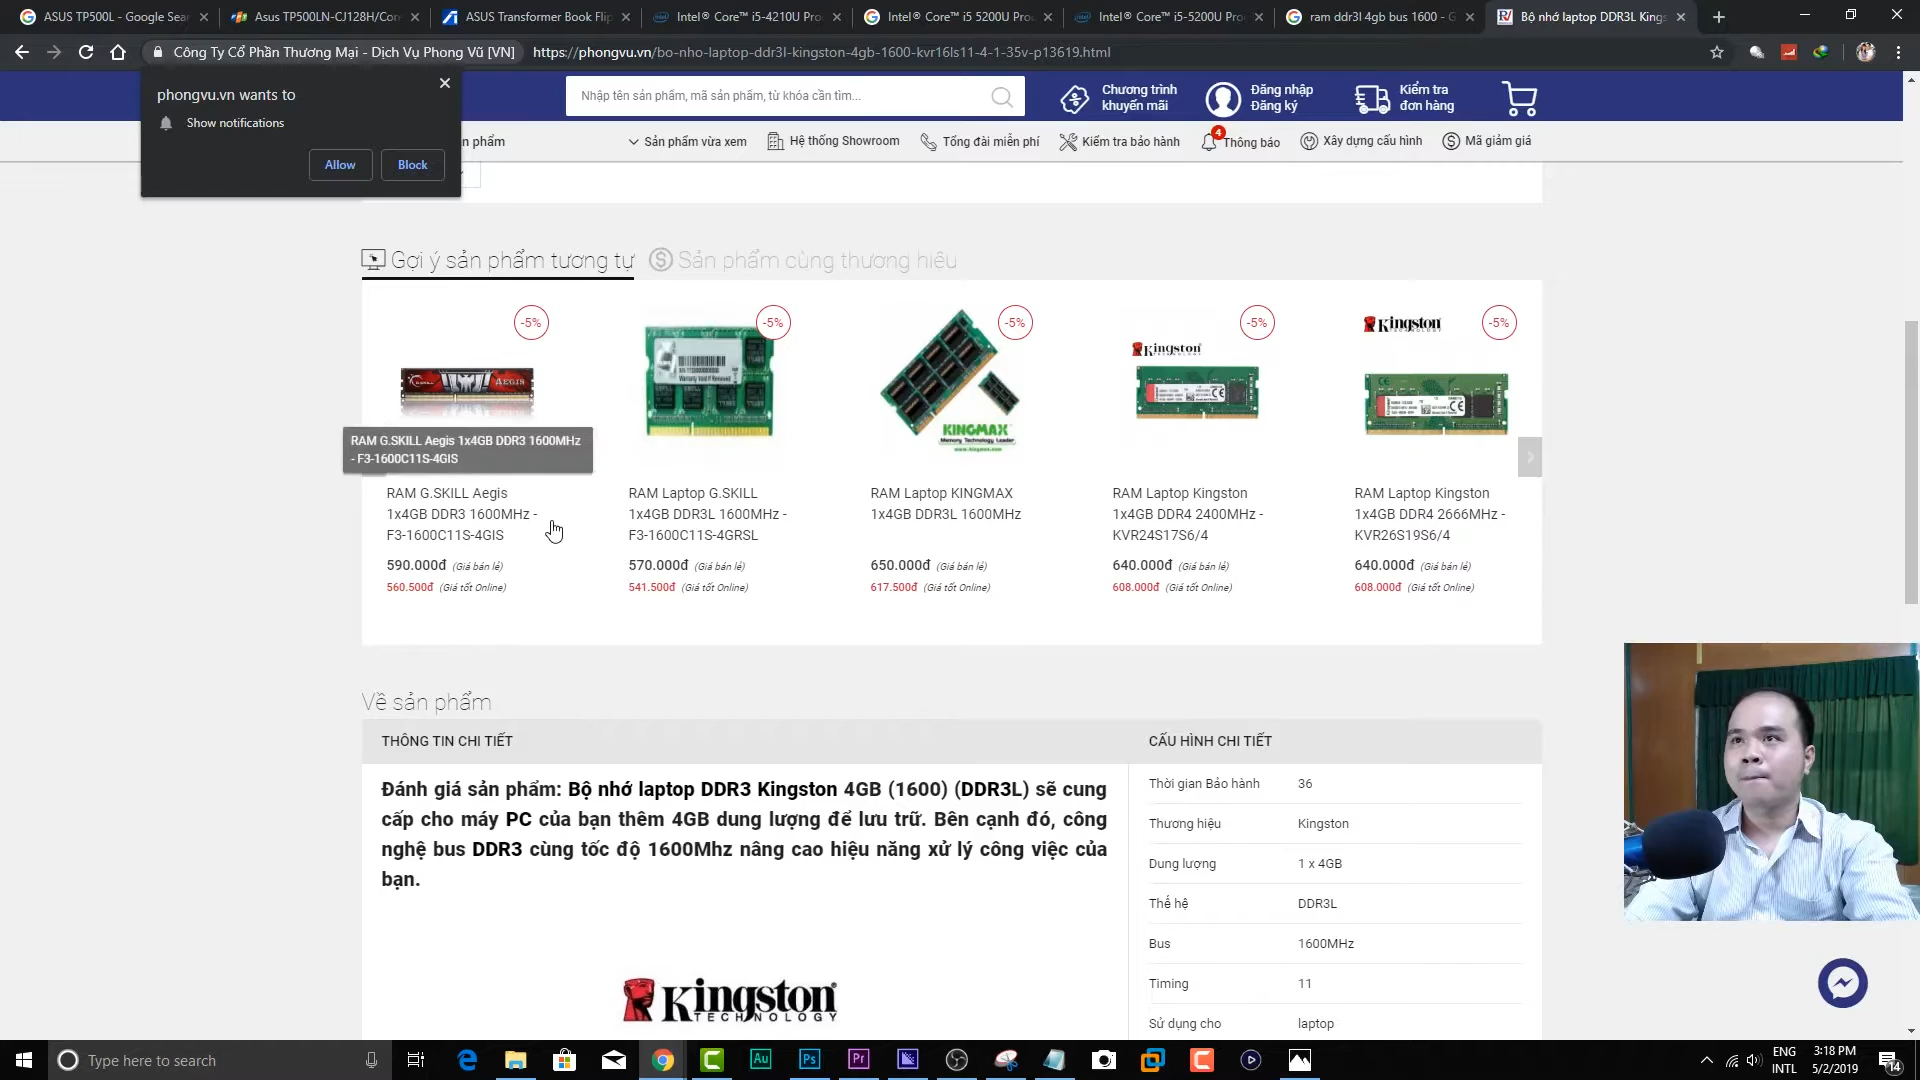 ASUS TP500L - Google Sea
Asus TP500LN-CJ128H/Cor
ASUS Transformer Book Flip
Intel® Core™ i5-4210U Pro
Intel® Core™ i5 5200U Pro
Intel® Core™ i5-5200U Pro
ram ddr3l 4gb bus 1600 - G
Bộ nhớ laptop DDR3L Kings
Công Ty Cổ Phần Thương Mại - Dịch Vụ Phong Vũ [VN]
https://phongvu.vn/bo-nho-laptop-ddr3l-kingston-4gb-1600-kvr16ls11-4-1-35v-p13619.html
phongvu.vn wants to
Show notifications
Allow
Block
Nhập tên sản phẩm, mã sản phẩm, từ khóa cần tìm...
Chương trình
khuyến mãi
Đăng nhập
Đăng ký
Kiểm tra
đơn hàng
n phẩm
Sản phẩm vừa xem
Hệ thống Showroom
Tổng đài miễn phí
Kiểm tra bảo hành
4
Thông báo
Xây dựng cấu hình
Mã giảm giá
Gợi ý sản phẩm tương tự
Sản phẩm cùng thương hiệu
-5%
-5%
-5%
-5%
-5%
AEGIS
KINGMAX
Memory Technology Leader
www.kingmax.com
Kingston
Kingston
TECHNOLOGY
RAM G.SKILL Aegis 1x4GB DDR3 1600MHz
- F3-1600C11S-4GIS
RAM G.SKILL Aegis
1x4GB DDR3 1600MHz -
F3-1600C11S-4GIS
590.000đ (Giá bán lẻ)
560.500đ (Giá tốt Online)
RAM Laptop G.SKILL
1x4GB DDR3L 1600MHz -
F3-1600C11S-4GRSL
570.000đ (Giá bán lẻ)
541.500đ (Giá tốt Online)
RAM Laptop KINGMAX
1x4GB DDR3L 1600MHz
650.000đ (Giá bán lẻ)
617.500đ (Giá tốt Online)
RAM Laptop Kingston
1x4GB DDR4 2400MHz -
KVR24S17S6/4
640.000đ (Giá bán lẻ)
608.000đ (Giá tốt Online)
RAM Laptop Kingston
1x4GB DDR4 2666MHz -
KVR26S19S6/4
640.000đ (Giá bán lẻ)
608.000đ (Giá tốt Online)
Về sản phẩm
THÔNG TIN CHI TIẾT
Đánh giá sản phẩm: Bộ nhớ laptop DDR3 Kingston 4GB (1600) (DDR3L) sẽ cung
cấp cho máy PC của bạn thêm 4GB dung lượng để lưu trữ. Bên cạnh đó, công
nghệ bus DDR3 cùng tốc độ 1600Mhz nâng cao hiệu năng xử lý công việc của
bạn.
Kingston
TECHNOLOGY
CẤU HÌNH CHI TIẾT
Thời gian Bảo hành 36
Thương hiệu Kingston
Dung lượng 1 x 4GB
Thế hệ DDR3L
Bus 1600MHz
Timing 11
Sử dụng cho laptop
Type here to search
Au
Ps
Pr
ENG
INTL
3:18 PM
5/2/2019
14